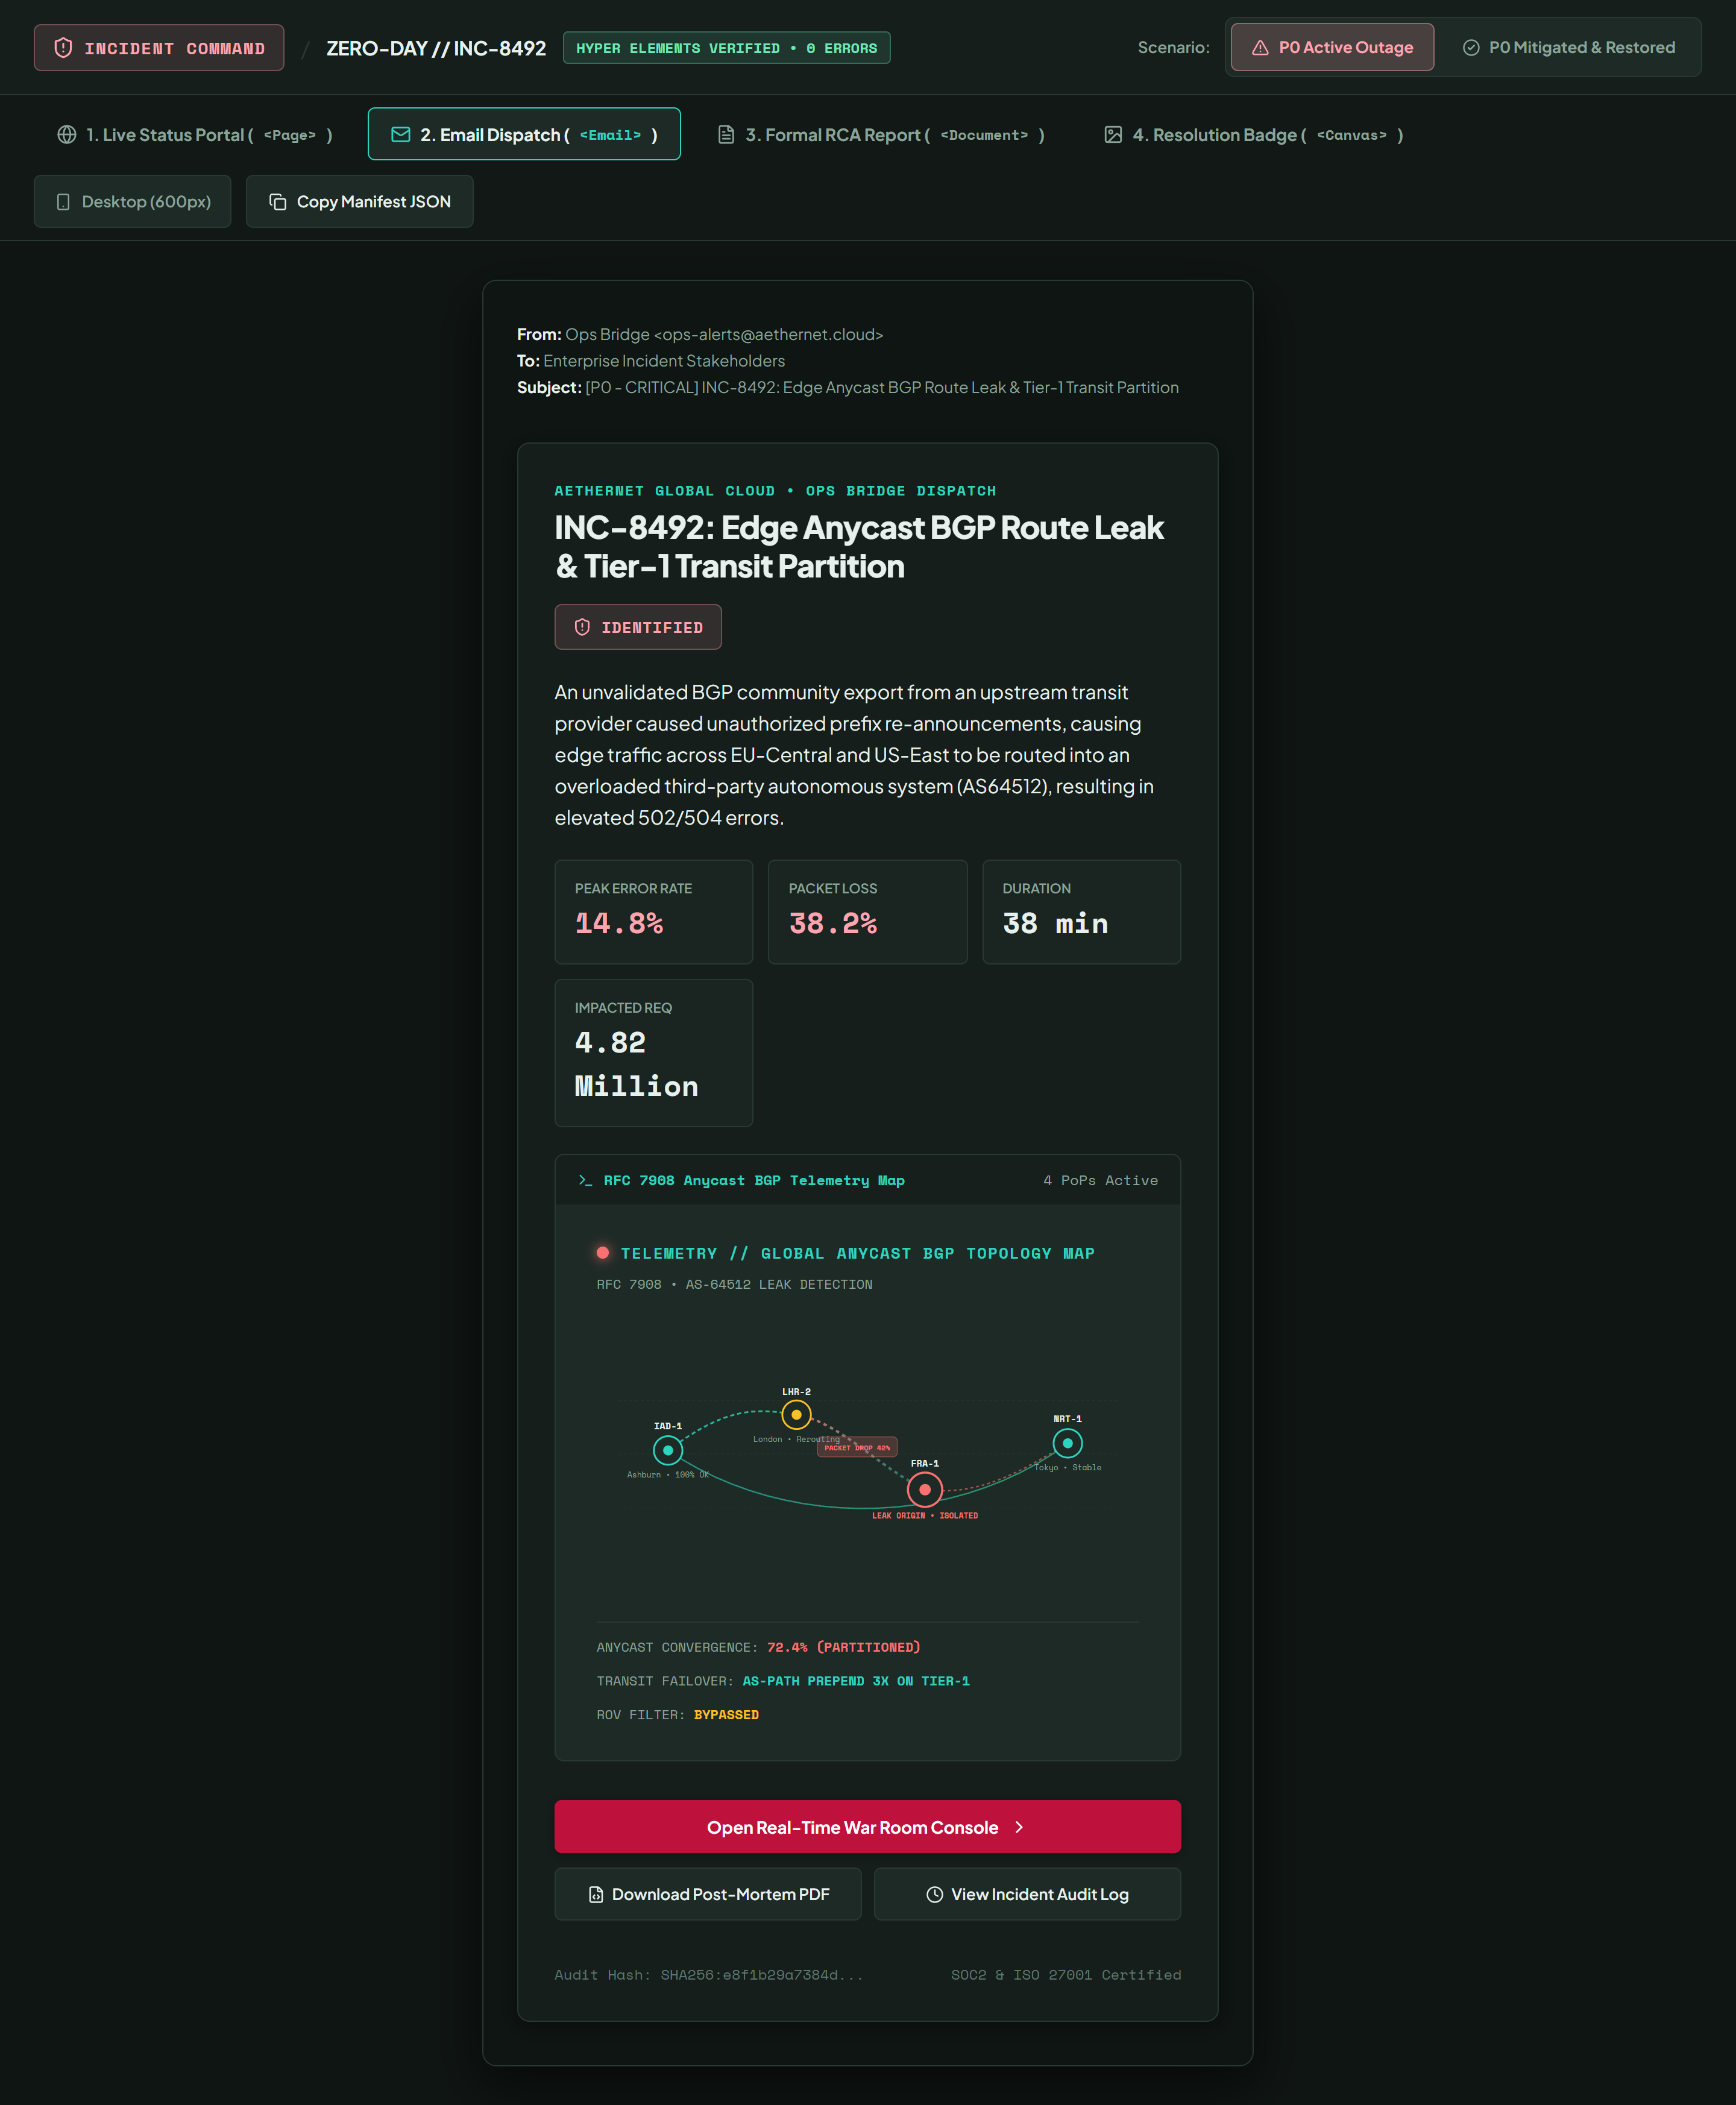 INCIDENT COMMAND / ZERO-DAY // INC-8492 HYPER ELEMENTS VERIFIED • 0 ERRORS Scenario: P0 Active Outage P0 Mitigated & Restored
1. Live Status Portal ( <Page> ) 2. Email Dispatch ( <Email> ) 3. Formal RCA Report ( <Document> ) 4. Resolution Badge ( <Canvas> )
Desktop (600px) Copy Manifest JSON
From: Ops Bridge <ops-alerts@aethernet.cloud>
To: Enterprise Incident Stakeholders
Subject: [P0 - CRITICAL] INC-8492: Edge Anycast BGP Route Leak & Tier-1 Transit Partition
AETHERNET GLOBAL CLOUD • OPS BRIDGE DISPATCH
INC-8492: Edge Anycast BGP Route Leak
& Tier-1 Transit Partition
IDENTIFIED
An unvalidated BGP community export from an upstream transit
provider caused unauthorized prefix re-announcements, causing
edge traffic across EU-Central and US-East to be routed into an
overloaded third-party autonomous system (AS64512), resulting in
elevated 502/504 errors.
PEAK ERROR RATE PACKET LOSS DURATION
14.8% 38.2% 38 min
IMPACTED REQ
4.82
Million
RFC 7908 Anycast BGP Telemetry Map 4 PoPs Active
TELEMETRY // GLOBAL ANYCAST BGP TOPOLOGY MAP
RFC 7908 • AS-64512 LEAK DETECTION
LHR-2
London • Rerouting
IAD-1
Ashburn • 100% OK
PACKET DROP 42%
NRT-1
Tokyo • Stable
FRA-1
LEAK ORIGIN • ISOLATED
ANYCAST CONVERGENCE: 72.4% (PARTITIONED)
TRANSIT FAILOVER: AS-PATH PREPEND 3X ON TIER-1
ROV FILTER: BYPASSED
Open Real-Time War Room Console
Download Post-Mortem PDF View Incident Audit Log
Audit Hash: SHA256:e8f1b29a7384d... SOC2 & ISO 27001 Certified